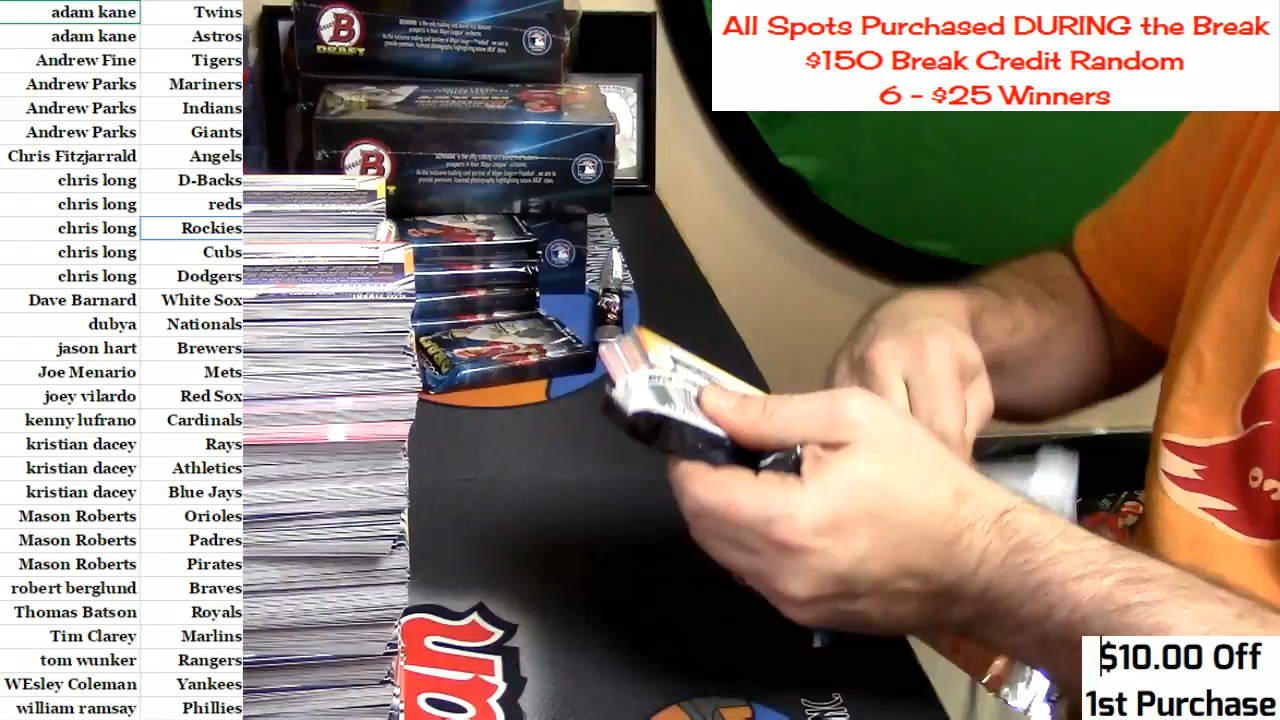 adam kane Twins
adam kane Astros
Andrew Fine Tigers
Andrew Parks Mariners
Andrew Parks Indians
Andrew Parks Giants
Chris Fitzjarrald Angels
chris long D-Backs
chris long reds
chris long Rockies
chris long Cubs
chris long Dodgers
Dave Barnard White Sox
dubya Nationals
jason hart Brewers
Joe Menario Mets
joey vilardo Red Sox
kenny lufrano Cardinals
kristian dacey Rays
kristian dacey Athletics
kristian dacey Blue Jays
Mason Roberts Orioles
Mason Roberts Padres
Mason Roberts Pirates
robert berglund Braves
Thomas Batson Royals
Tim Clarey Marlins
tom wunker Rangers
WEsley Coleman Yankees
william ramsay Phillies
All Spots Purchased DURING the Break
$150 Break Credit Random
6 - $25 Winners
B
B
$10.00 Off
1st Purchase